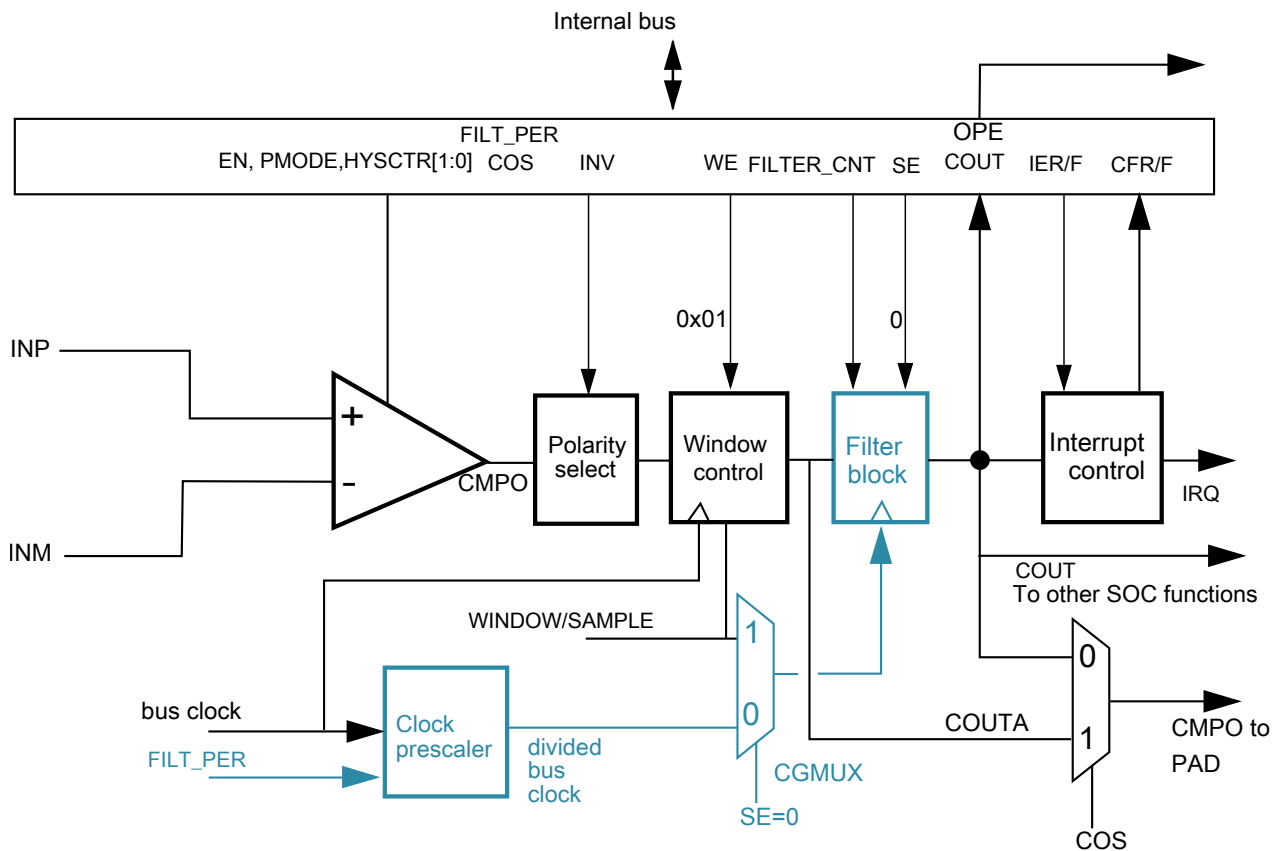 Internal bus
FILT_PER
OPE
EN, PMODE,HYSCTR[1:0]
COS
INV
WE
FILTER_CNT
SE
COUT
IER/F
CFR/F
0x01
0
INP
+
-
INM
CMPO
Polarity
select
Window
control
Filter
block
Interrupt
control
IRQ
COUT
To other SOC functions
WINDOW/SAMPLE
1
0
bus clock
FILT_PER
Clock
prescaler
divided
bus
clock
CGMUX
SE=0
COUTA
0
1
CMPO to
PAD
COS